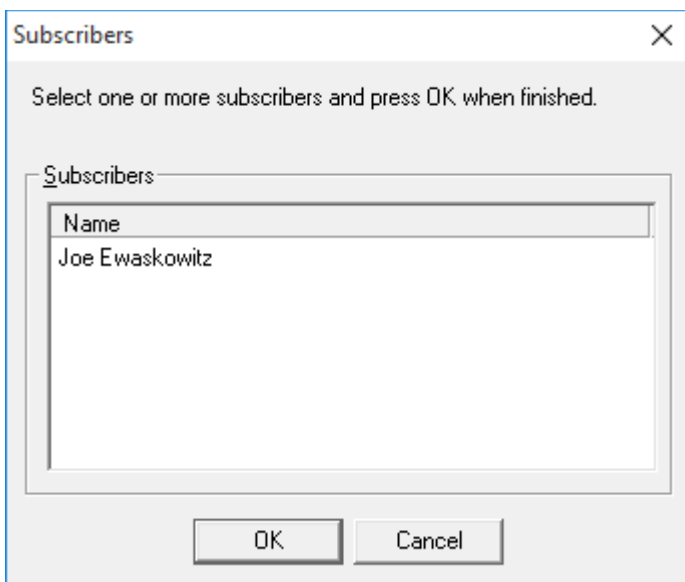 Subscribers
Select one or more subscribers and press OK when finished.
Subscribers
Name
Joe Ewaskowitz
OK Cancel